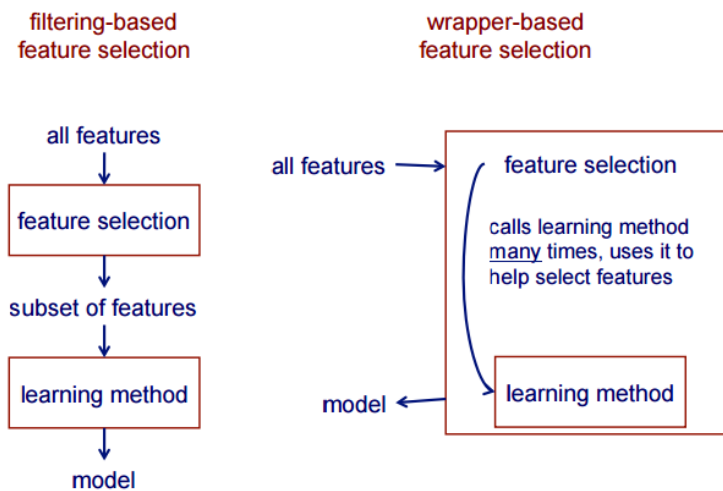 filtering-based
feature selection
all features
feature selection
subset of features
learning method
model
wrapper-based
feature selection
all features
feature selection
calls learning method
many times, uses it to
help select features
learning method
model